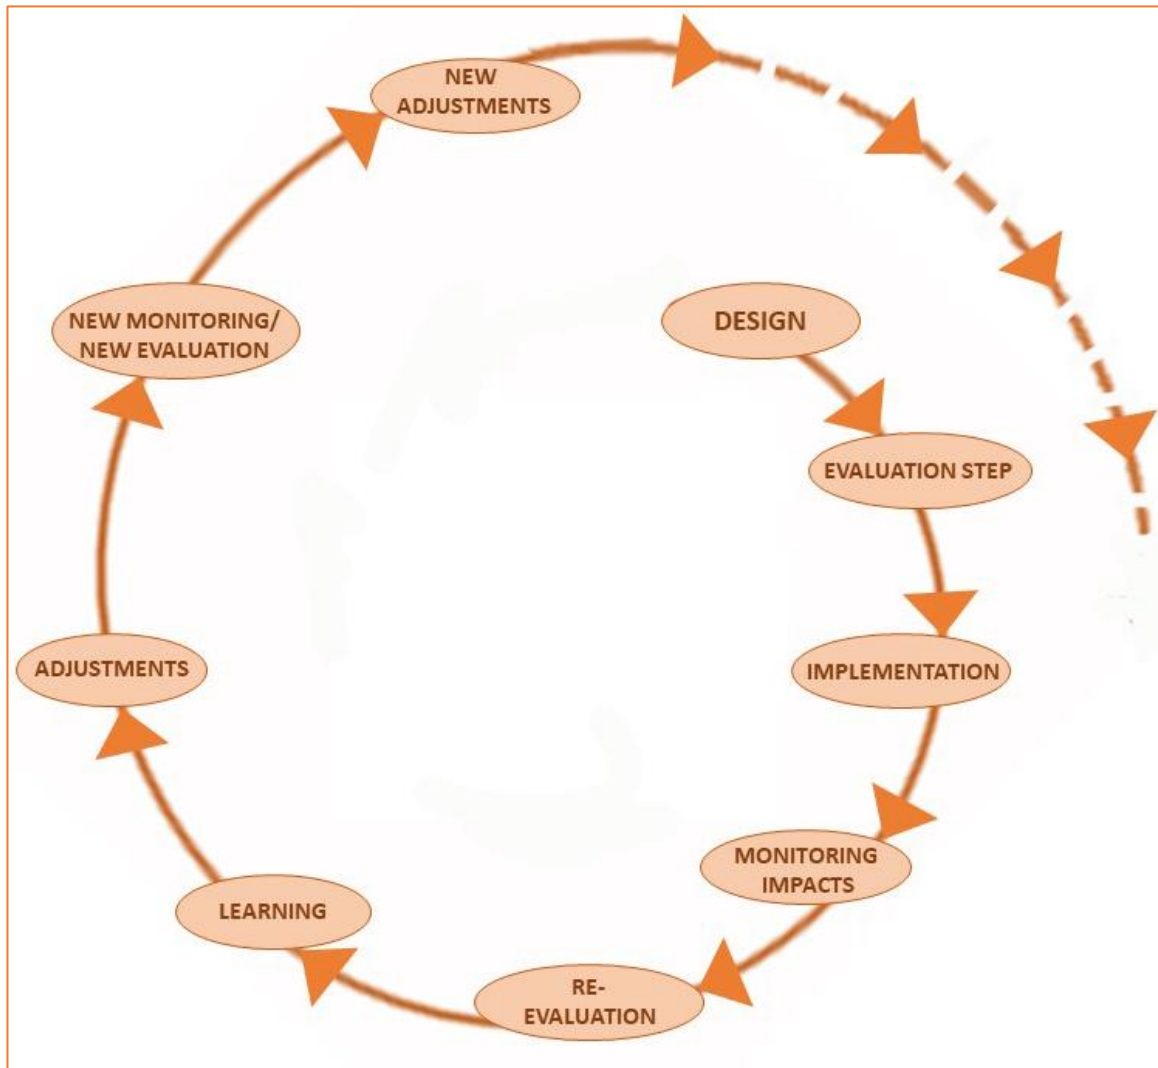 DESIGN
EVALUATION STEP
IMPLEMENTATION
MONITORING
IMPACTS
RE-
EVALUATION
LEARNING
ADJUSTMENTS
NEW MONITORING/
NEW EVALUATION
NEW
ADJUSTMENTS